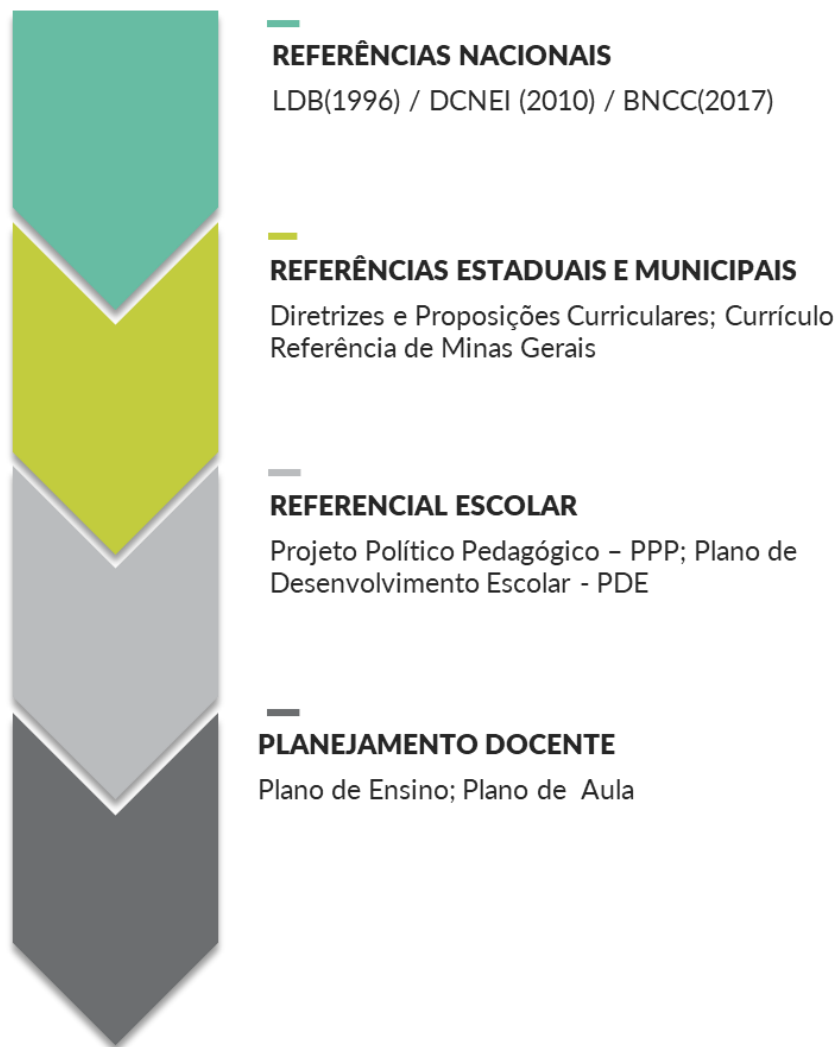 REFERÊNCIAS NACIONAIS
LDB(1996) / DCNEI (2010) / BNCC(2017)
REFERÊNCIAS ESTADUAIS E MUNICIPAIS
Diretrizes e Proposições Curriculares; Currículo
Referência de Minas Gerais
REFERENCIAL ESCOLAR
Projeto Político Pedagógico – PPP; Plano de
Desenvolvimento Escolar - PDE
PLANEJAMENTO DOCENTE
Plano de Ensino; Plano de Aula